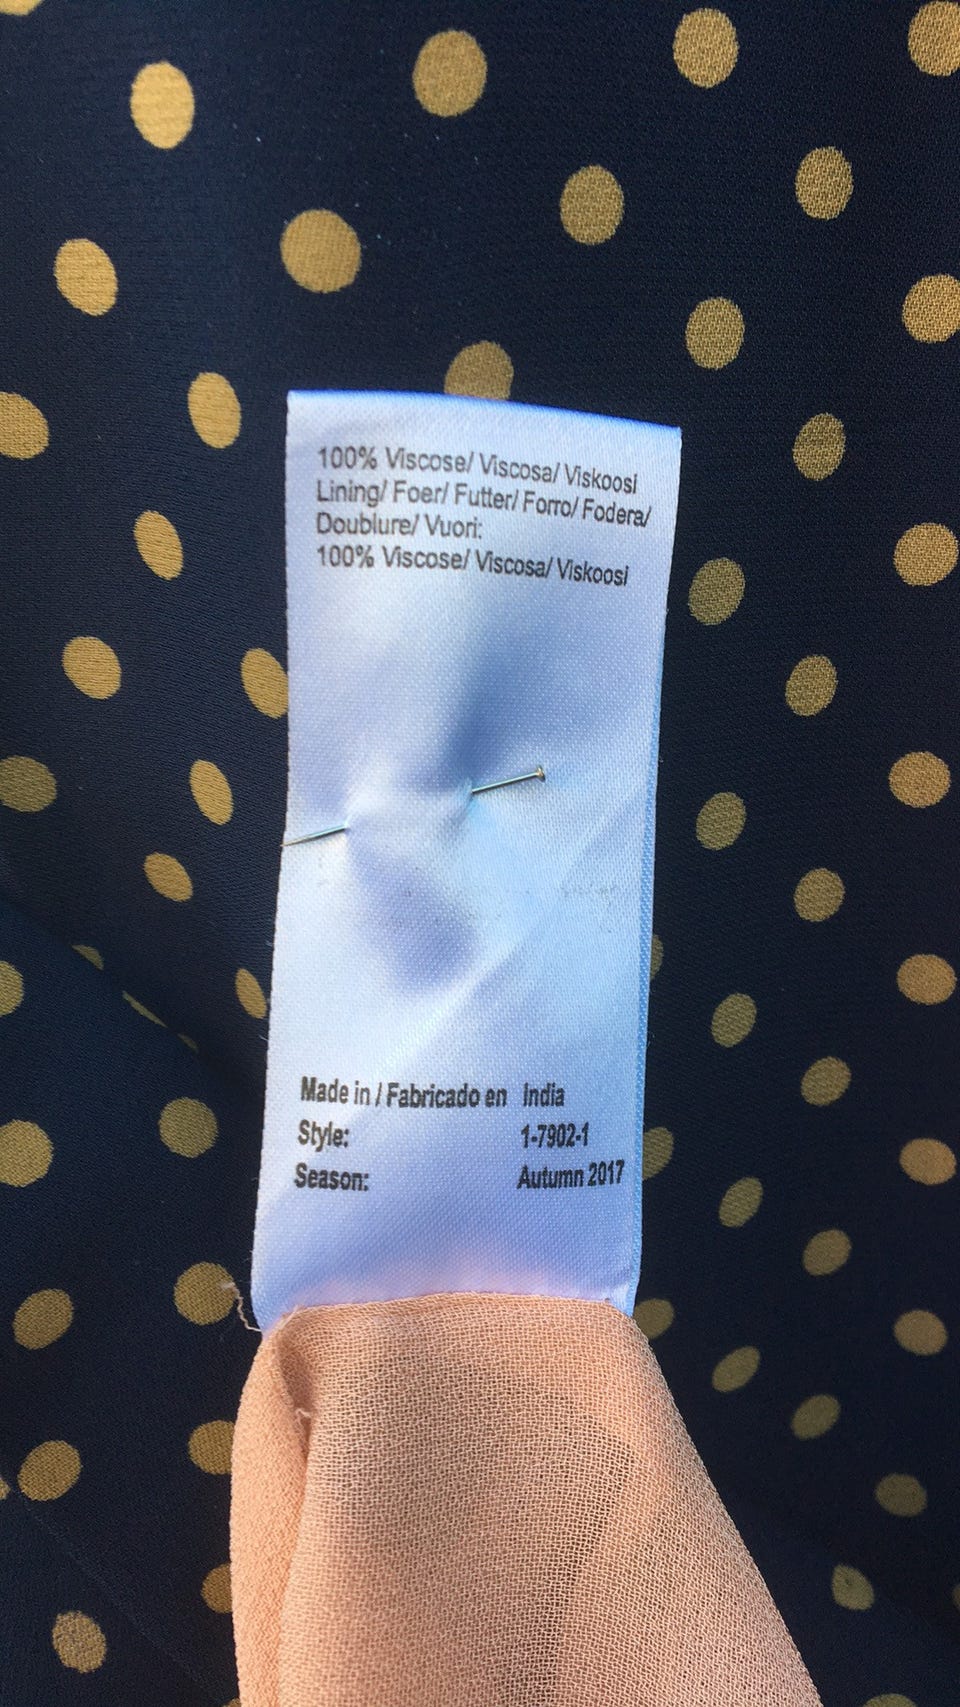 100% Viscose/ Viscosa/ Viskoosi
Lining/ Foer/ Futter/ Forro/ Fodera/
Doublure/ Vuori:
100% Viscose/ Viscosa/ Viskoosi
Made in / Fabricado en India
Style: 1-7902-1
Season: Autumn 2017